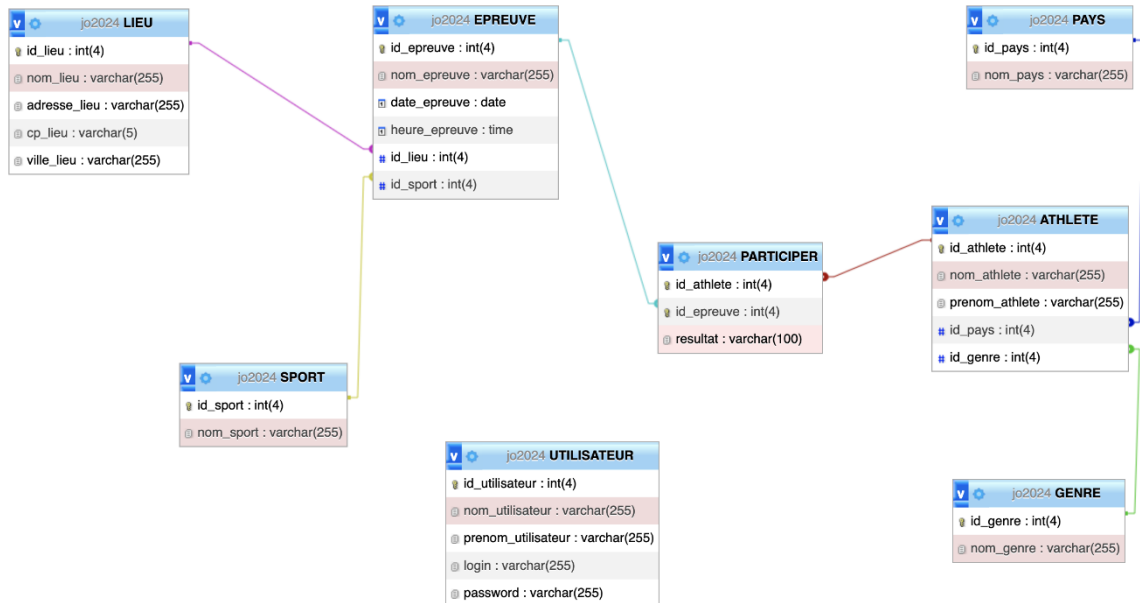 jo2024 LIEU
id_lieu : int(4)
nom_lieu : varchar(255)
adresse_lieu : varchar(255)
cp_lieu : varchar(5)
ville_lieu : varchar(255)
jo2024 EPREUVE
id_epreuve : int(4)
nom_epreuve : varchar(255)
date_epreuve : date
heure_epreuve : time
id_lieu : int(4)
id_sport : int(4)
jo2024 PAYS
id_pays : int(4)
nom_pays : varchar(255)
jo2024 PARTICIPER
id_athlete : int(4)
id_epreuve : int(4)
resultat : varchar(100)
jo2024 ATHLETE
id_athlete : int(4)
nom_athlete : varchar(255)
prenom_athlete : varchar(255)
id_pays : int(4)
id_genre : int(4)
jo2024 SPORT
id_sport : int(4)
nom_sport : varchar(255)
jo2024 UTILISATEUR
id_utilisateur : int(4)
nom_utilisateur : varchar(255)
prenom_utilisateur : varchar(255)
login : varchar(255)
password : varchar(255)
jo2024 GENRE
id_genre : int(4)
nom_genre : varchar(255)